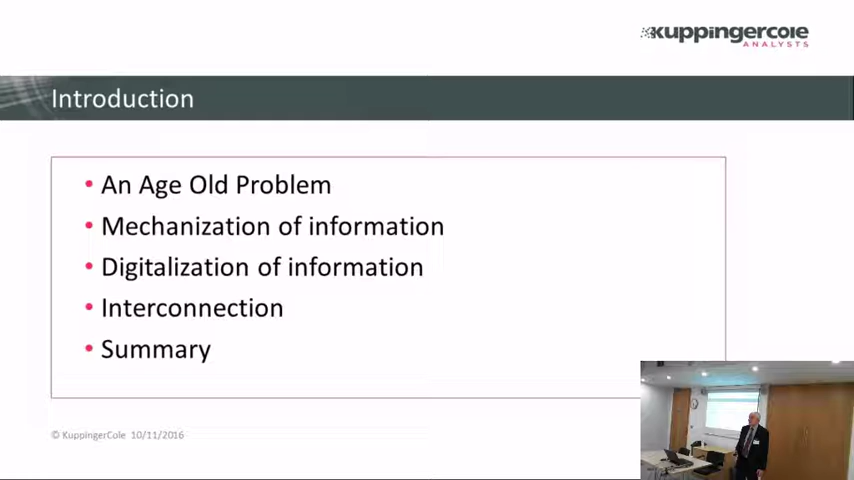 kuppingercole
ANALYSTS
Introduction
• An Age Old Problem
• Mechanization of information
• Digitalization of information
• Interconnection
• Summary
© KuppingerCole 10/11/2016